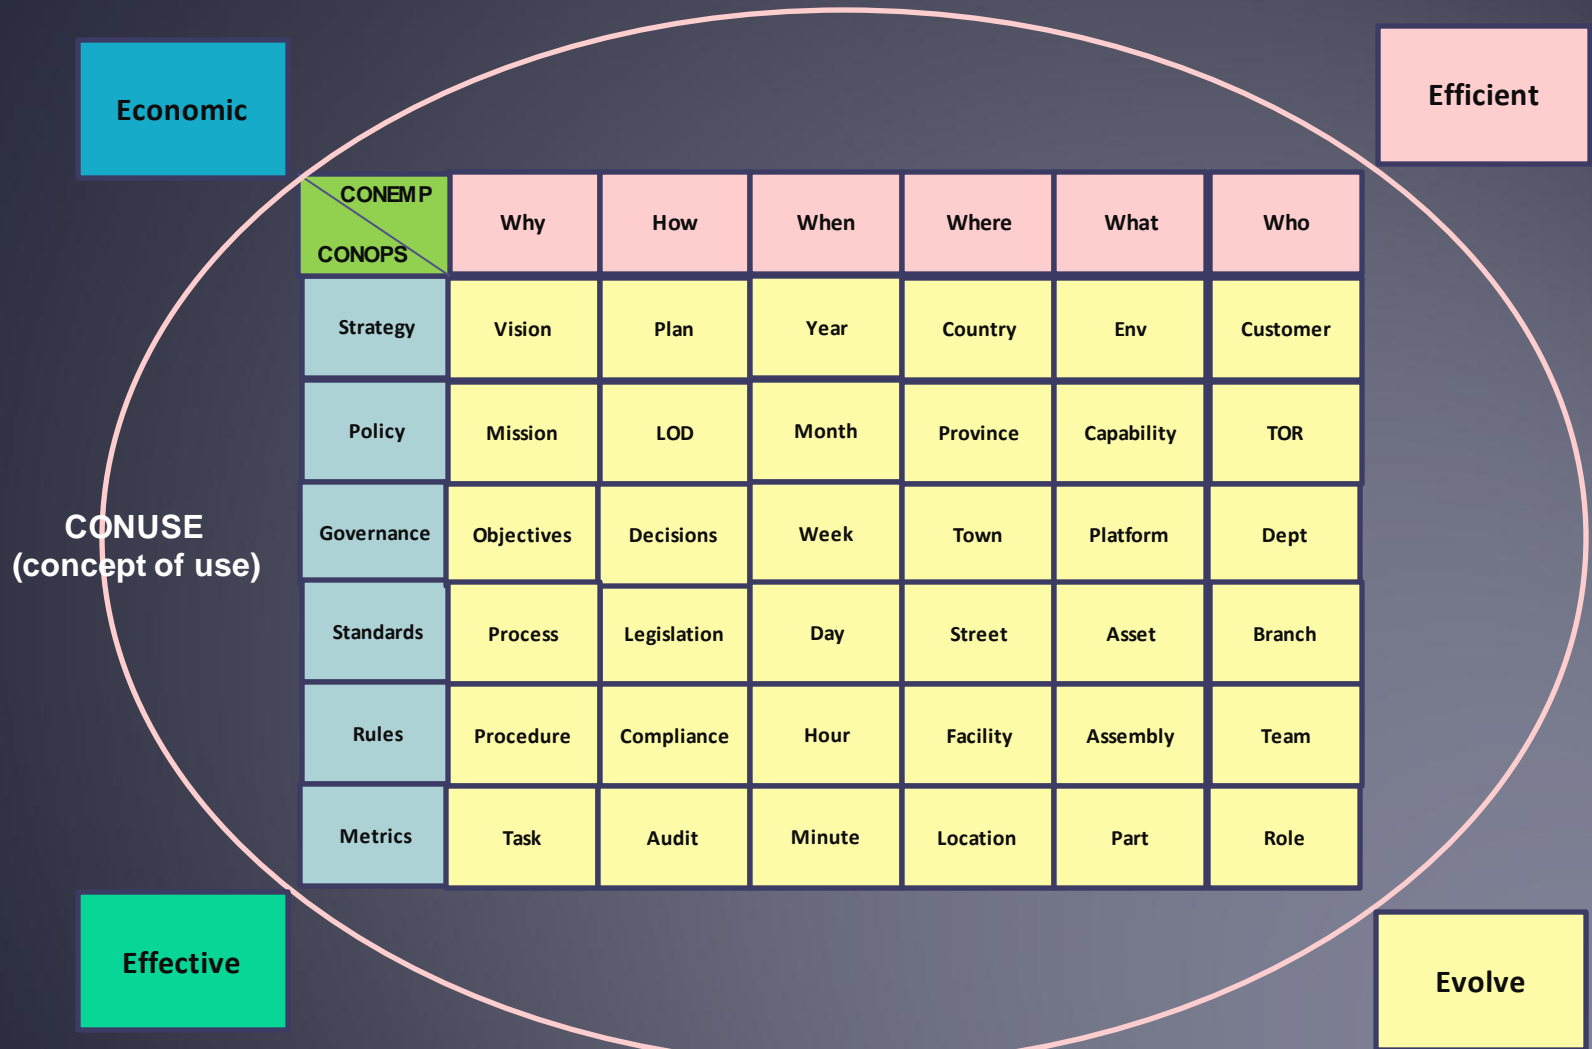 Economic
Efficient
CONEMP
CONOPS
Why
How
When
Where
What
Who
Strategy
Vision
Plan
Year
Country
Env
Customer
Policy
Mission
LOD
Month
Province
Capability
TOR
CONUSE
(concept of use)
Governance
Objectives
Decisions
Week
Town
Platform
Dept
Standards
Process
Legislation
Day
Street
Asset
Branch
Rules
Procedure
Compliance
Hour
Facility
Assembly
Team
Metrics
Task
Audit
Minute
Location
Part
Role
Effective
Evolve